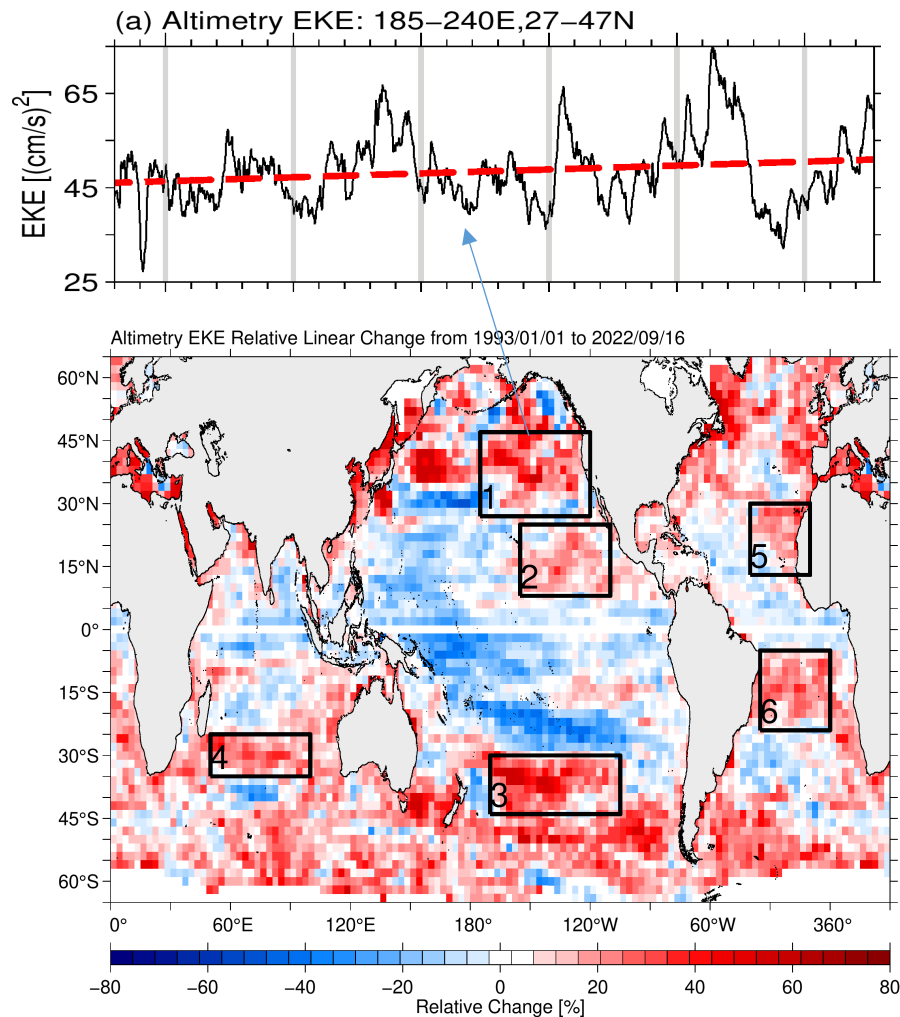 (a) Altimetry EKE: 185−240E,27−47N
EKE [(cm/s)²]
65
45
25
Altimetry EKE Relative Linear Change from 1993/01/01 to 2022/09/16
60°N
45°N
30°N
15°N
0°
15°S
30°S
45°S
60°S
1
2
5
6
4
3
0° 60°E 120°E 180° 120°W 60°W 360°
−80 −60 −40 −20 0 20 40 60 80
Relative Change [%]